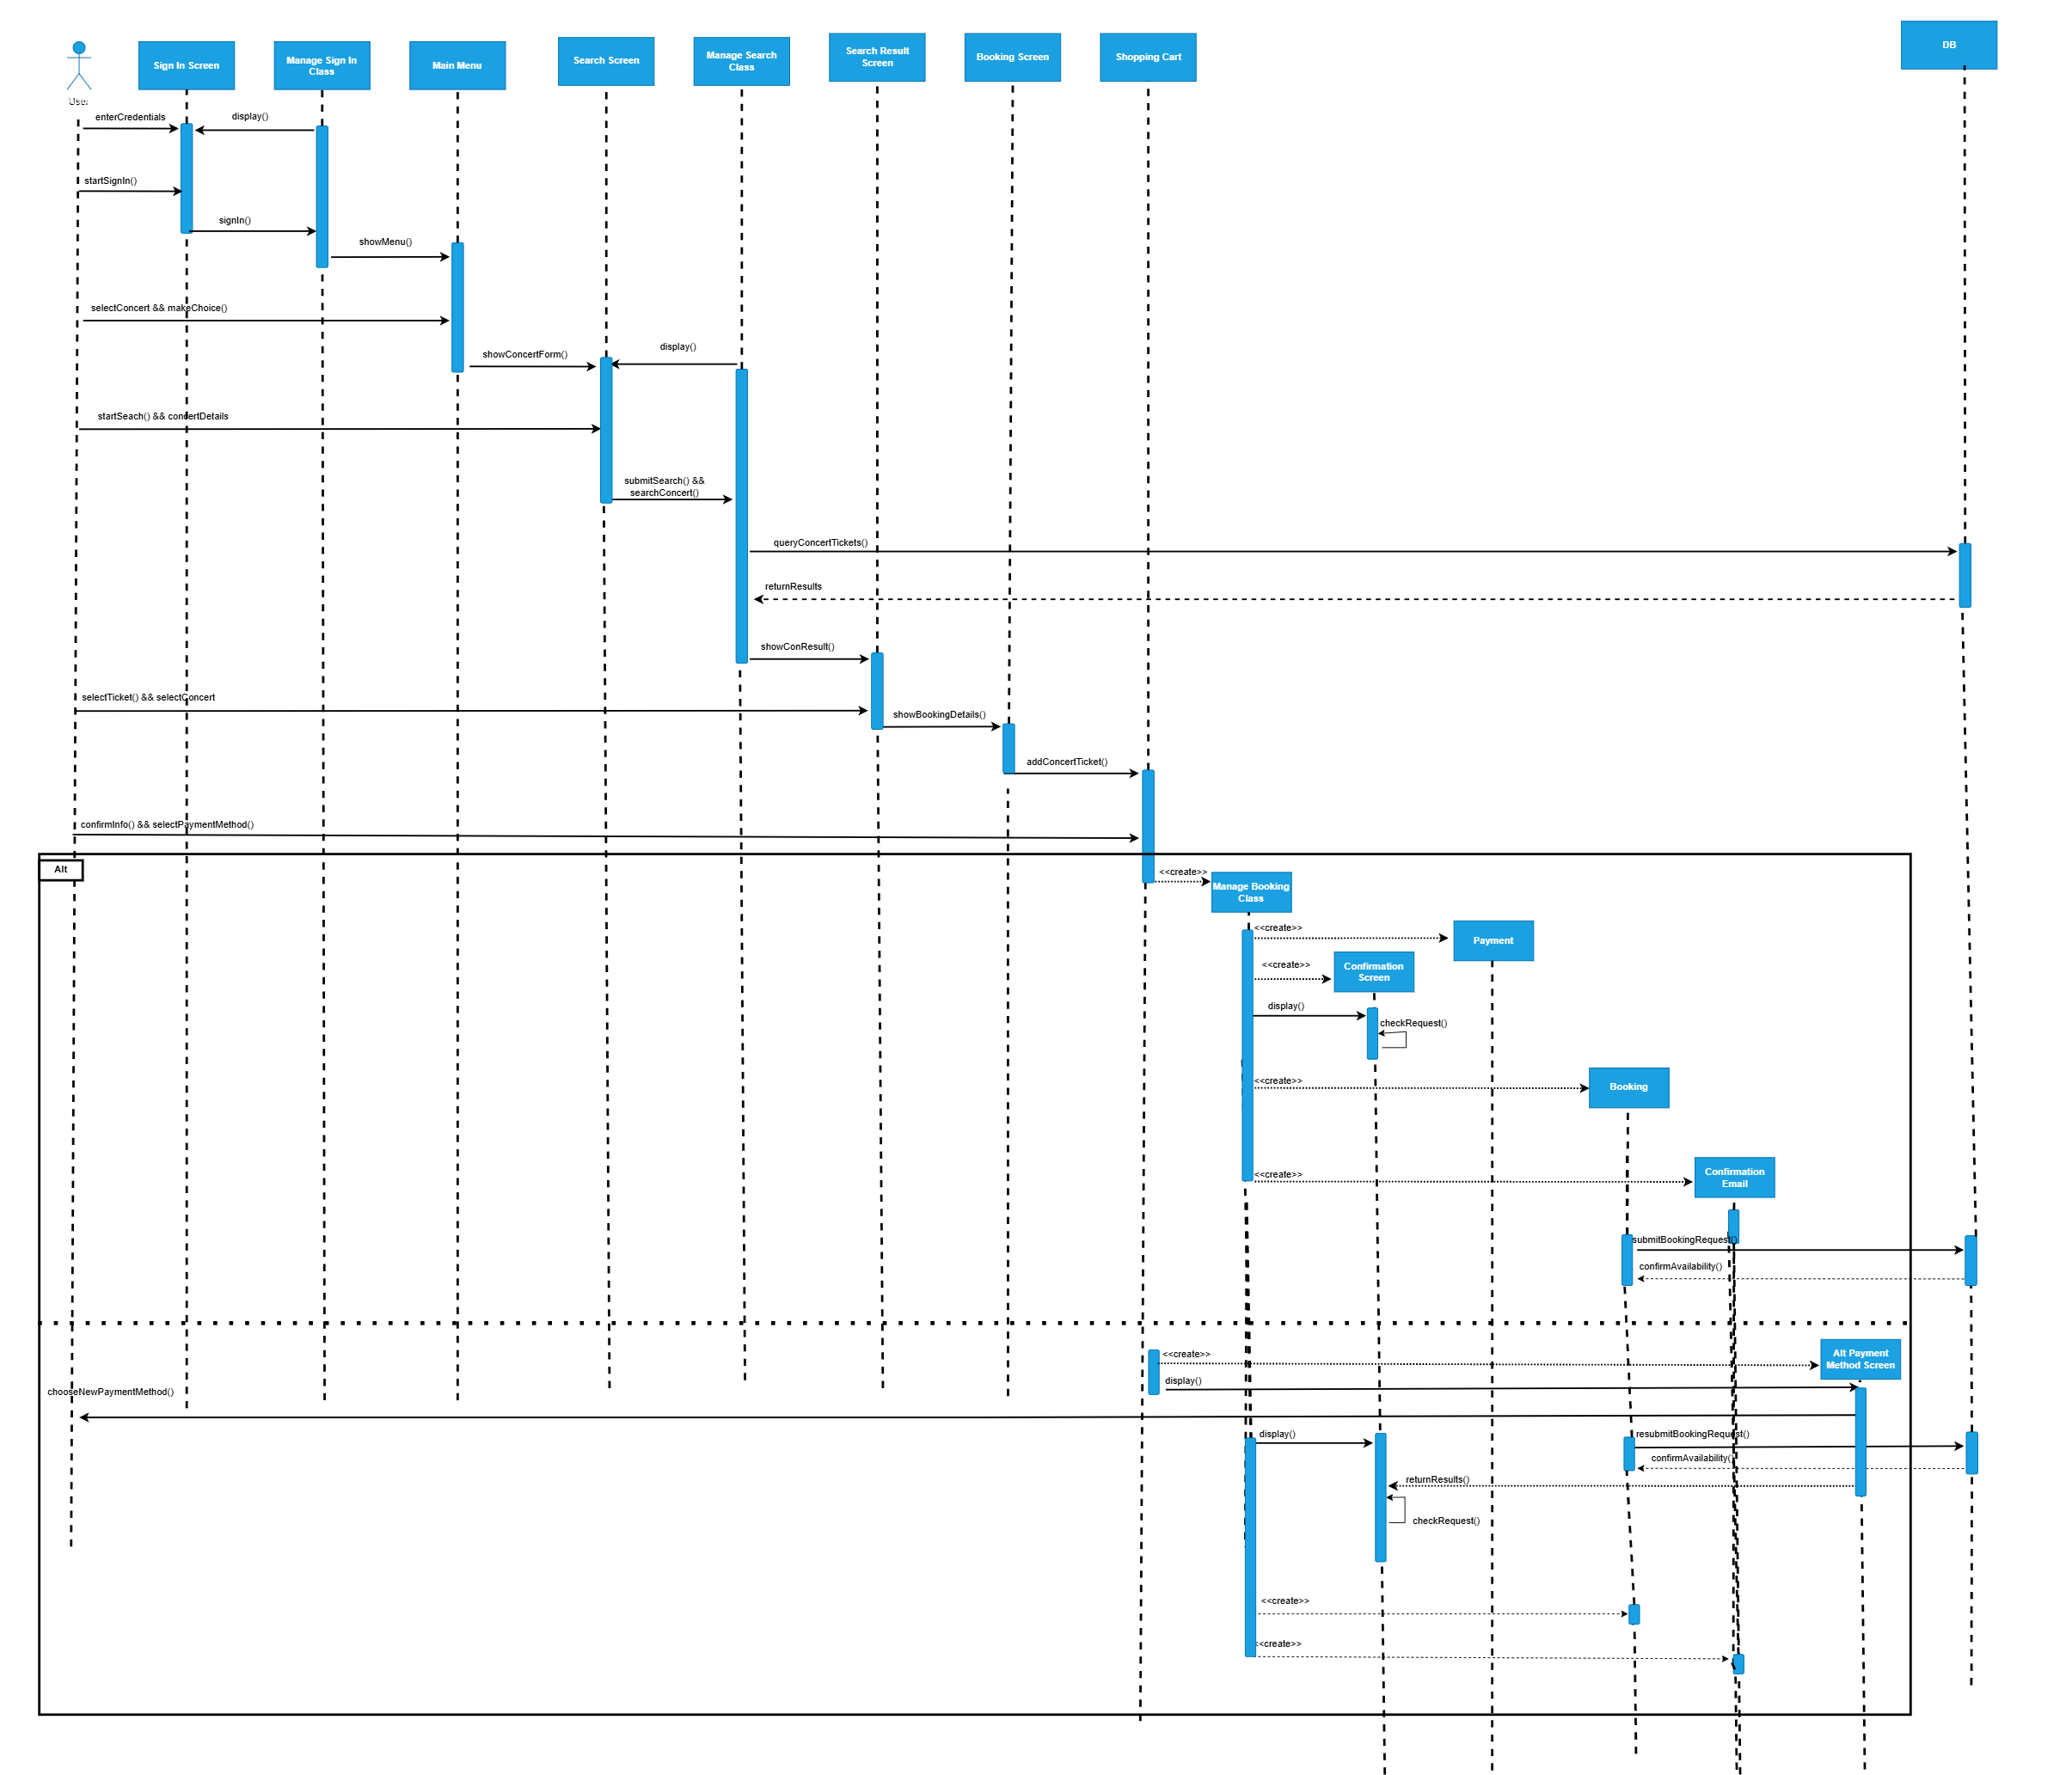 DB
Sign In Screen
Manage Sign In
Class
Main Menu
Search Screen
Manage Search
Class
Search Result
Screen
Booking Screen
Shopping Cart
User
enterCredentials
display()
startSignIn()
signIn()
showMenu()
selectConcert && makeChoice()
showConcertForm()
display()
startSeach() && concertDetails
submitSearch() &&
searchConcert()
queryConcertTickets()
returnResults
showConResult()
selectTicket() && selectConcert
showBookingDetails()
addConcertTicket()
confirmInfo() && selectPaymentMethod()
Alt
<<create>>
Manage Booking
Class
<<create>>
Payment
<<create>>
Confirmation
Screen
display()
checkRequest()
<<create>>
Booking
<<create>>
Confirmation
Email
submitBookingRequest()
confirmAvailability()
<<create>>
Alt Payment
Method Screen
display()
chooseNewPaymentMethod()
display()
resubmitBookingRequest()
confirmAvailability()
returnResults()
checkRequest()
<<create>>
<<create>>